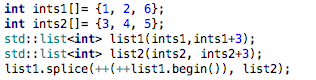 int ints1[]= {1, 2, 6};
int ints2[]= {3, 4, 5};
std::list<int> list1(ints1,ints1+3);
std::list<int> list2(ints2, ints2+3);
list1.splice(++(++list1.begin()), list2);